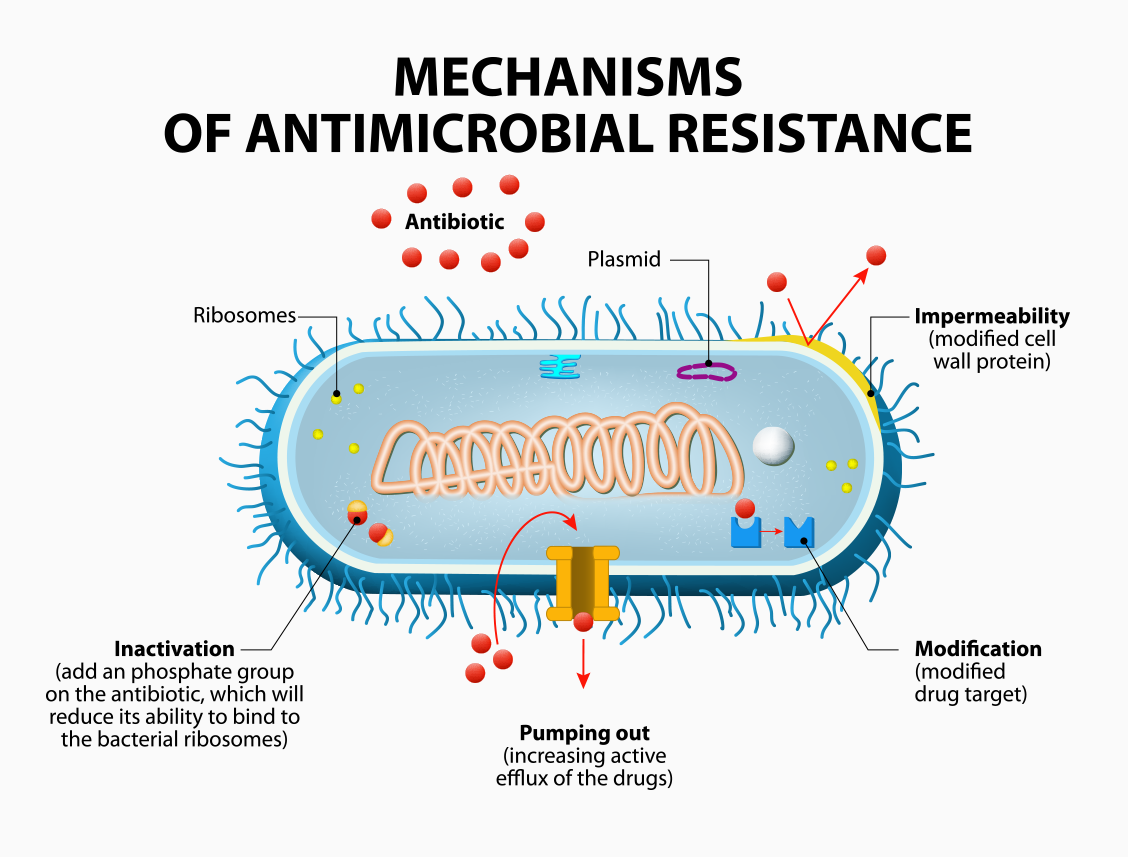 MECHANISMS
OF ANTIMICROBIAL RESISTANCE
Antibiotic
Plasmid
Ribosomes
Impermeability
(modified cell
wall protein)
Inactivation
(add an phosphate group
on the antibiotic, which will
reduce its ability to bind to
the bacterial ribosomes)
Modification
(modified
drug target)
Pumping out
(increasing active
efflux of the drugs)